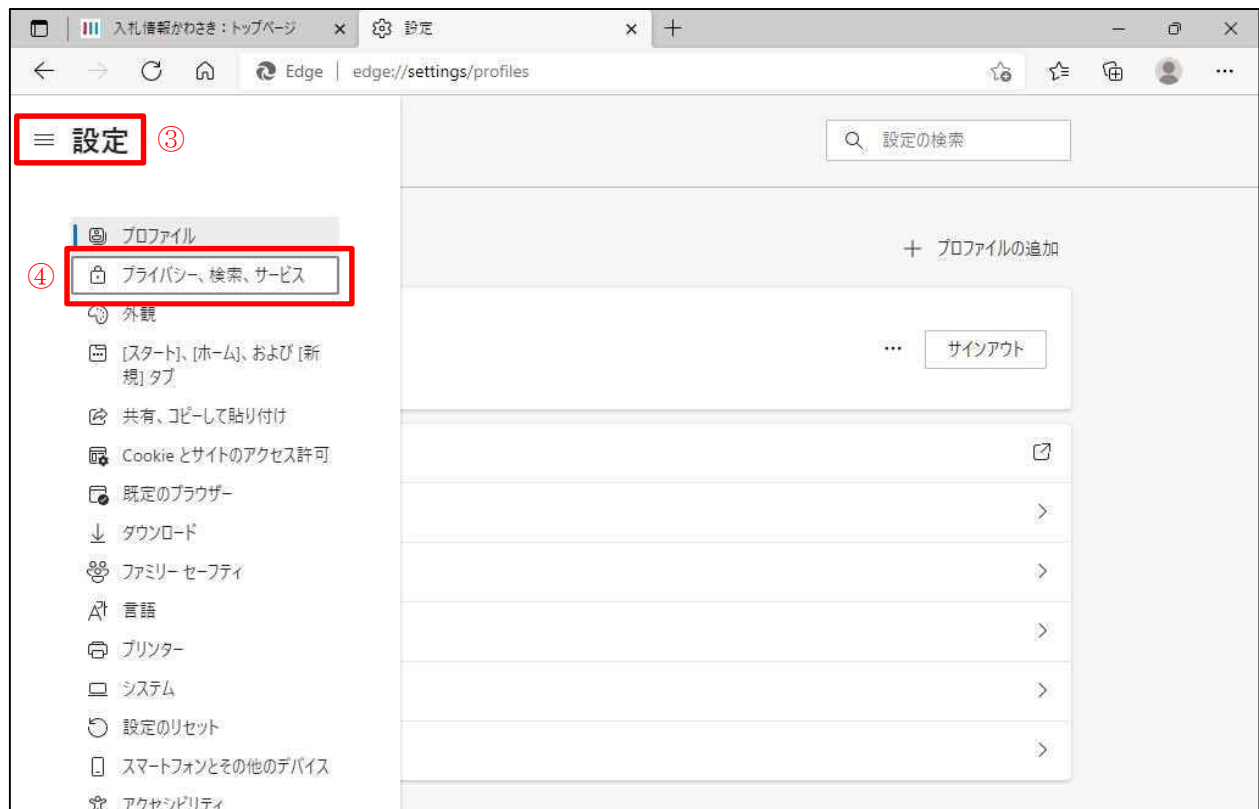 入札情報かわさき：トップページ
設定
Edge
edge://settings/profiles
設定
③
設定の検索
プロファイル
プロファイルの追加
④
プライバシー、検索、サービス
外観
[スタート]、[ホーム]、および [新
規] タブ
サインアウト
共有、コピーして貼り付け
Cookie とサイトのアクセス許可
既定のブラウザー
ダウンロード
ファミリー セーフティ
言語
プリンター
システム
設定のリセット
スマートフォンとその他のデバイス
アクセシビリティ